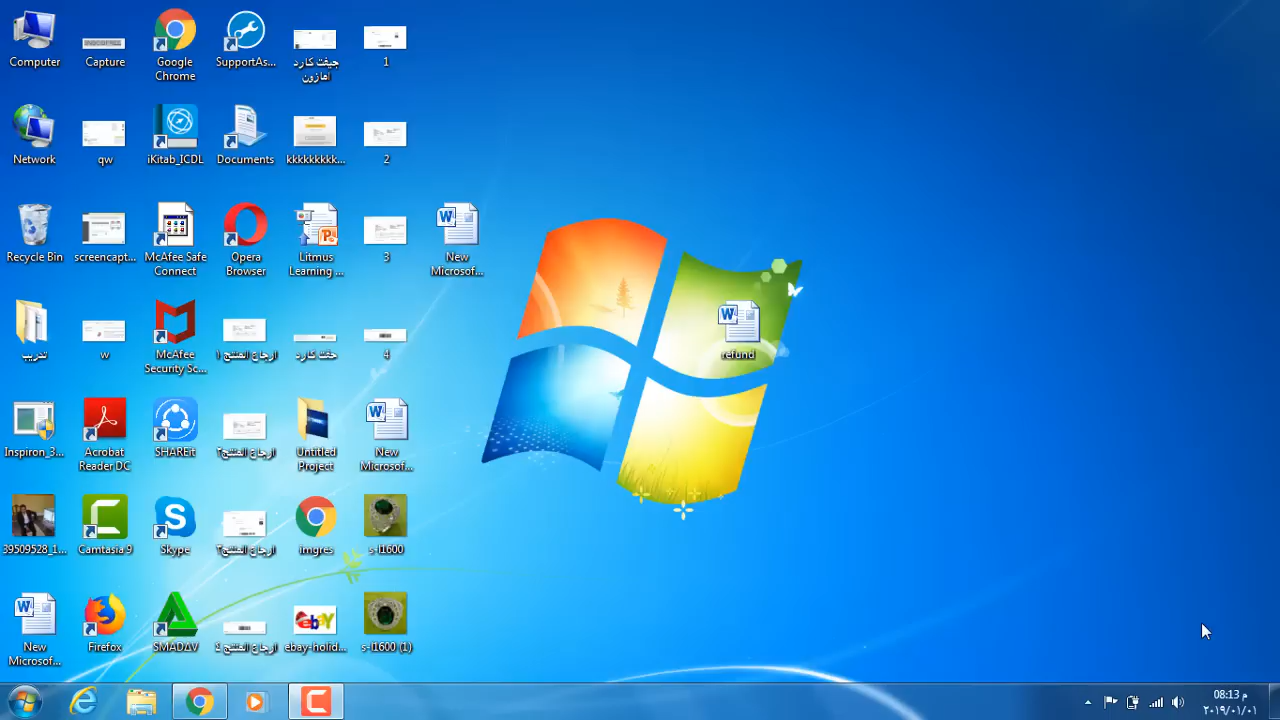 Computer
Capture
Google
Chrome
SupportAs...
جيفت كارد
امازون
1
Network
qw
iKitab_ICDL
Documents
kkkkkkkkk...
2
Recycle Bin
screencapt...
McAfee Safe
Connect
Opera
Browser
Litmus
Learning ...
3
New
Microsof...
تدريب
w
McAfee
Security Sc...
ارجاع المنتج ١
جفت كارد
4
refund
Inspiron_3...
Acrobat
Reader DC
SHAREit
ارجاع المنتج٢
Untitled
Project
New
Microsof...
39509528_1...
Camtasia 9
Skype
ارجاع المنتج٣
imgres
s-l1600
New
Microsof...
Firefox
SMADAV
ارجاع المنتج ٤
ebay
ebay-holid...
s-l1600 (1)
08:13 م
٢٠١٩/٠١/٠١